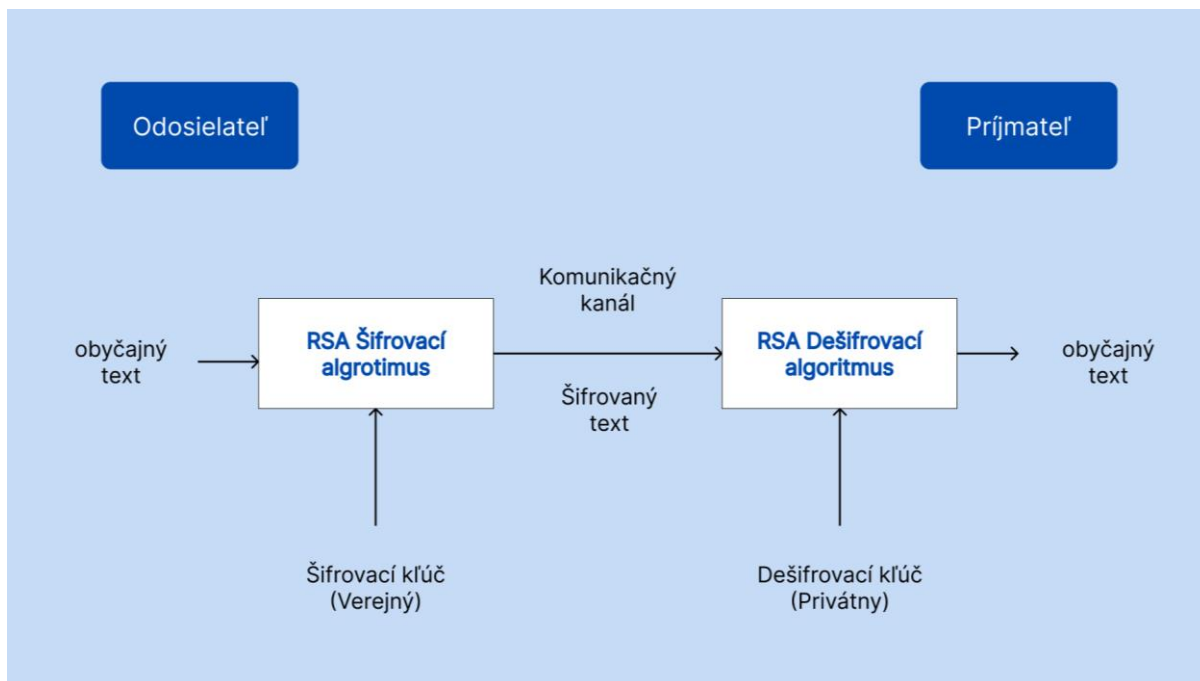 Odosielateľ
Príjmateľ
Komunikačný
kanál
obyčajný
text
RSA Šifrovací
algrotimus
Šifrovaný
text
RSA Dešifrovací
algoritmus
obyčajný
text
Šifrovací kľúč
(Verejný)
Dešifrovací kľúč
(Privátny)